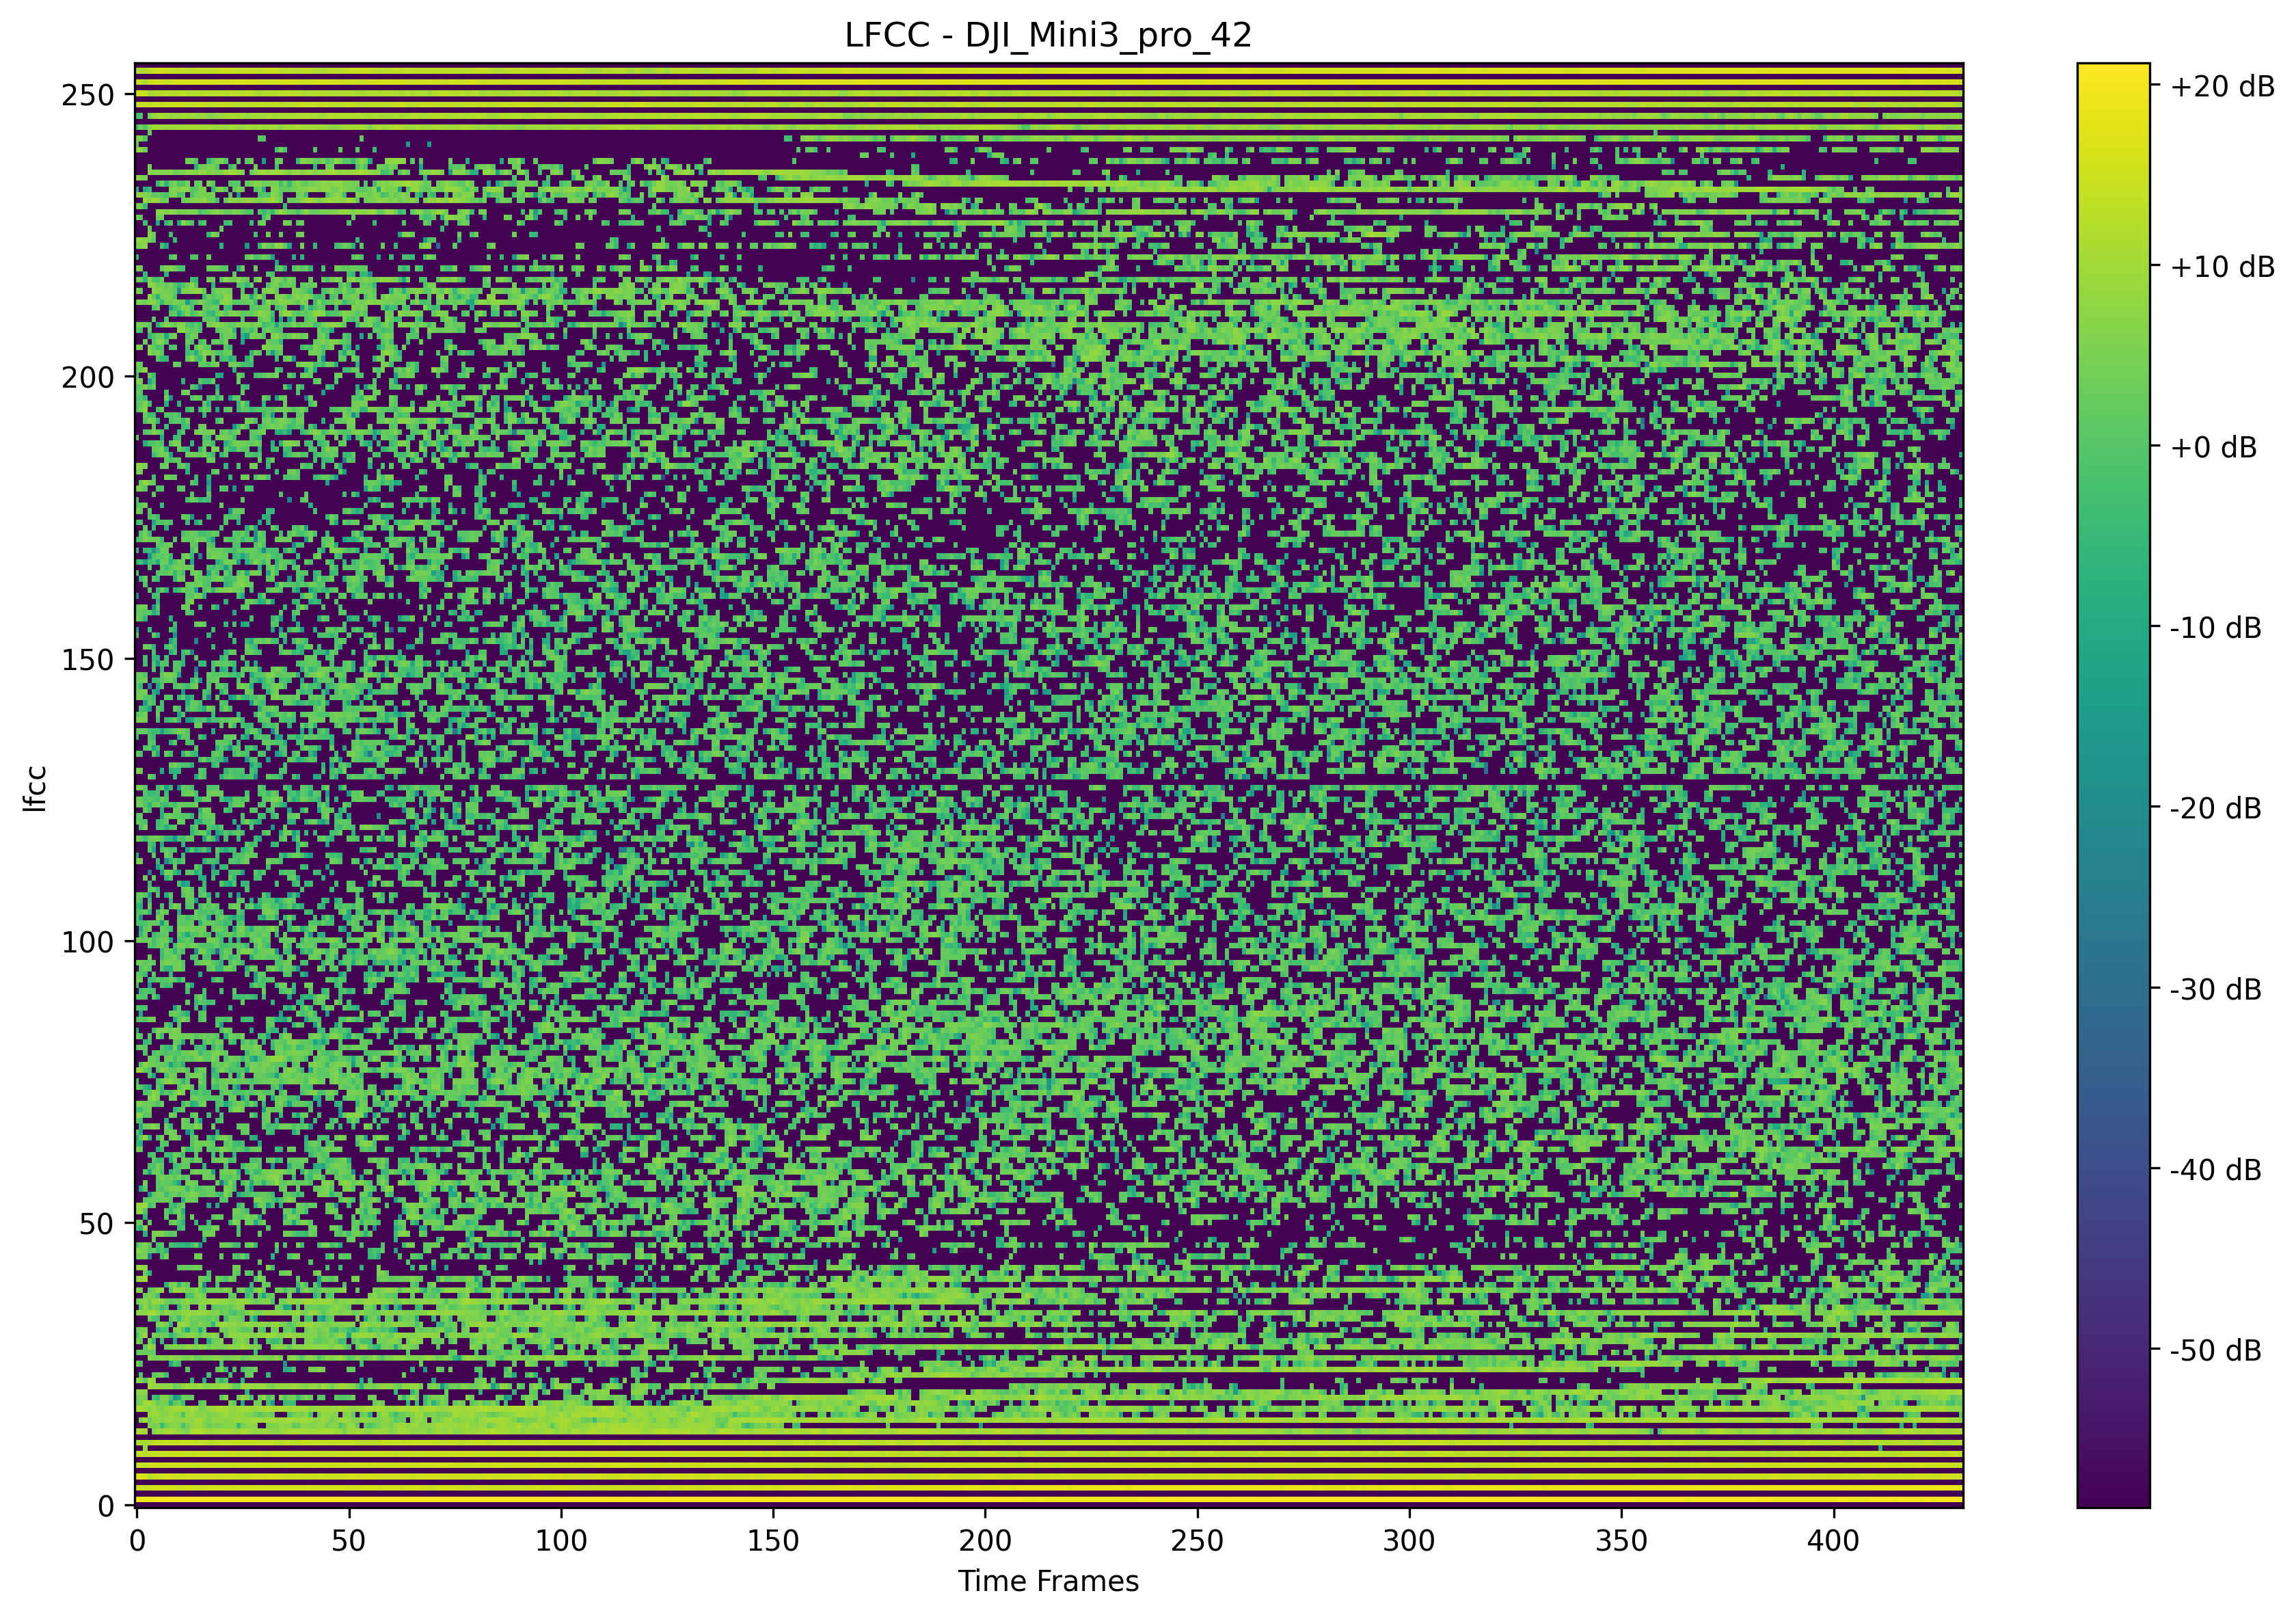 LFCC - DJI_Mini3_pro_42
250
200
150
100
50
0
lfcc
0 50 100 150 200 250 300 350 400
Time Frames
+20 dB
+10 dB
+0 dB
-10 dB
-20 dB
-30 dB
-40 dB
-50 dB